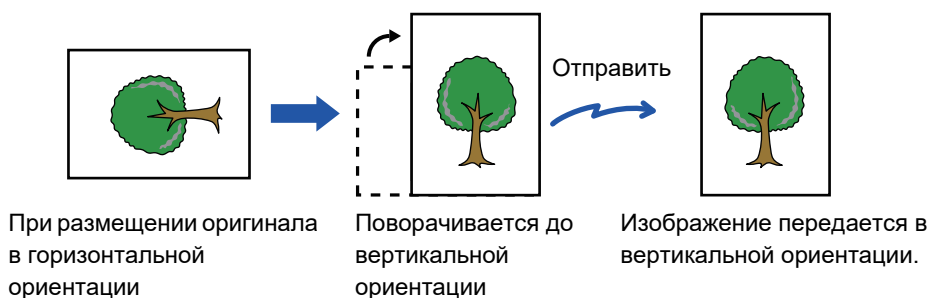 Отправить
При размещении оригинала
в горизонтальной
ориентации
Поворачивается до
вертикальной
ориентации
Изображение передается в
вертикальной ориентации.